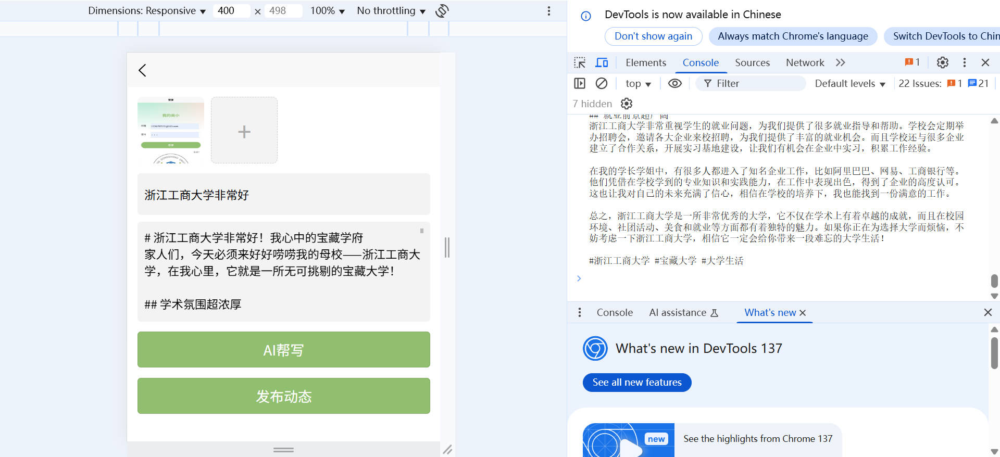 Dimensions: Responsive ▼ 400 × 498 100% ▼ No throttling ▼
登录
我的商小
邮箱
密码 ···
登录
浙江工商大学非常好
# 浙江工商大学非常好！我心中的宝藏学府
家人们，今天必须来好好唠唠我的母校——浙江工商大
学，在我心里，它就是一所无可挑剔的宝藏大学！
## 学术氛围超浓厚
AI帮写
发布动态
DevTools is now available in Chinese
Don't show again Always match Chrome's language Switch DevTools to Chin
Elements Console Sources Network 1
top ▼ Filter Default levels ▼ 22 Issues: 1 21
7 hidden
## 就业前景超广阔
浙江工商大学非常重视学生的就业问题，为我们提供了很多就业指导和帮助。学校会定期举
办招聘会，邀请各大企业来校招聘，为我们提供了丰富的就业机会。而且学校还与很多企业
建立了合作关系，开展实习基地建设，让我们有机会在企业中实习，积累工作经验。
在我的学长学姐中，有很多人都进入了知名企业工作，比如阿里巴巴、网易、工商银行等。
他们凭借在学校学到的专业知识和实践能力，在工作中表现出色，得到了企业的高度认可。
这也让我对自己的未来充满了信心，相信在学校的培养下，我也能找到一份满意的工作。
总之，浙江工商大学是一所非常优秀的大学，它不仅在学术上有着卓越的成就，而且在校园
环境、社团活动、美食和就业等方面都有着独特的魅力。如果你正在为选择大学而烦恼，不
妨考虑一下浙江工商大学，相信它一定会给你带来一段难忘的大学生活！
#浙江工商大学 #宝藏大学 #大学生活
Console AI assistance What's new
What's new in DevTools 137
See all new features
new
See the highlights from Chrome 137